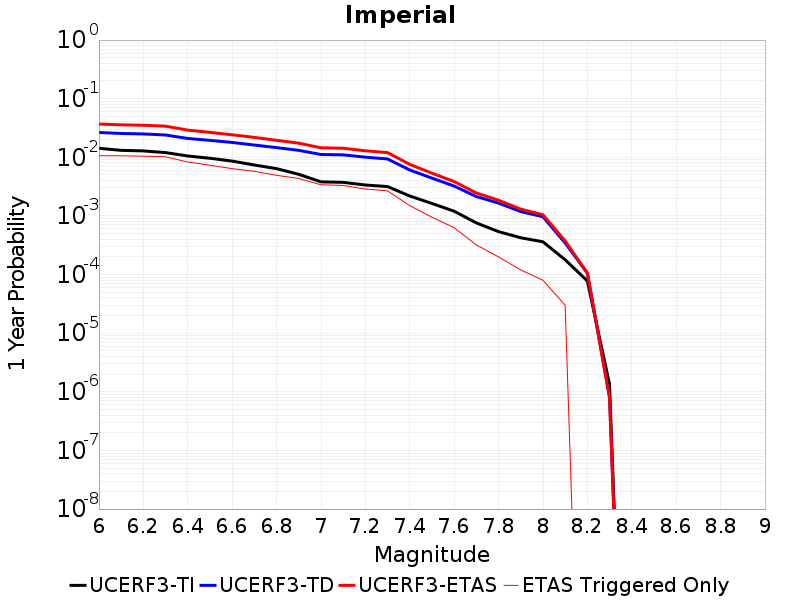 Imperial
10^0
10^-1
10^-2
10^-3
10^-4
10^-5
10^-6
10^-7
10^-8
1 Year Probability
6 6.2 6.4 6.6 6.8 7 7.2 7.4 7.6 7.8 8 8.2 8.4 8.6 8.8 9
Magnitude
UCERF3-TI UCERF3-TD UCERF3-ETAS ETAS Triggered Only